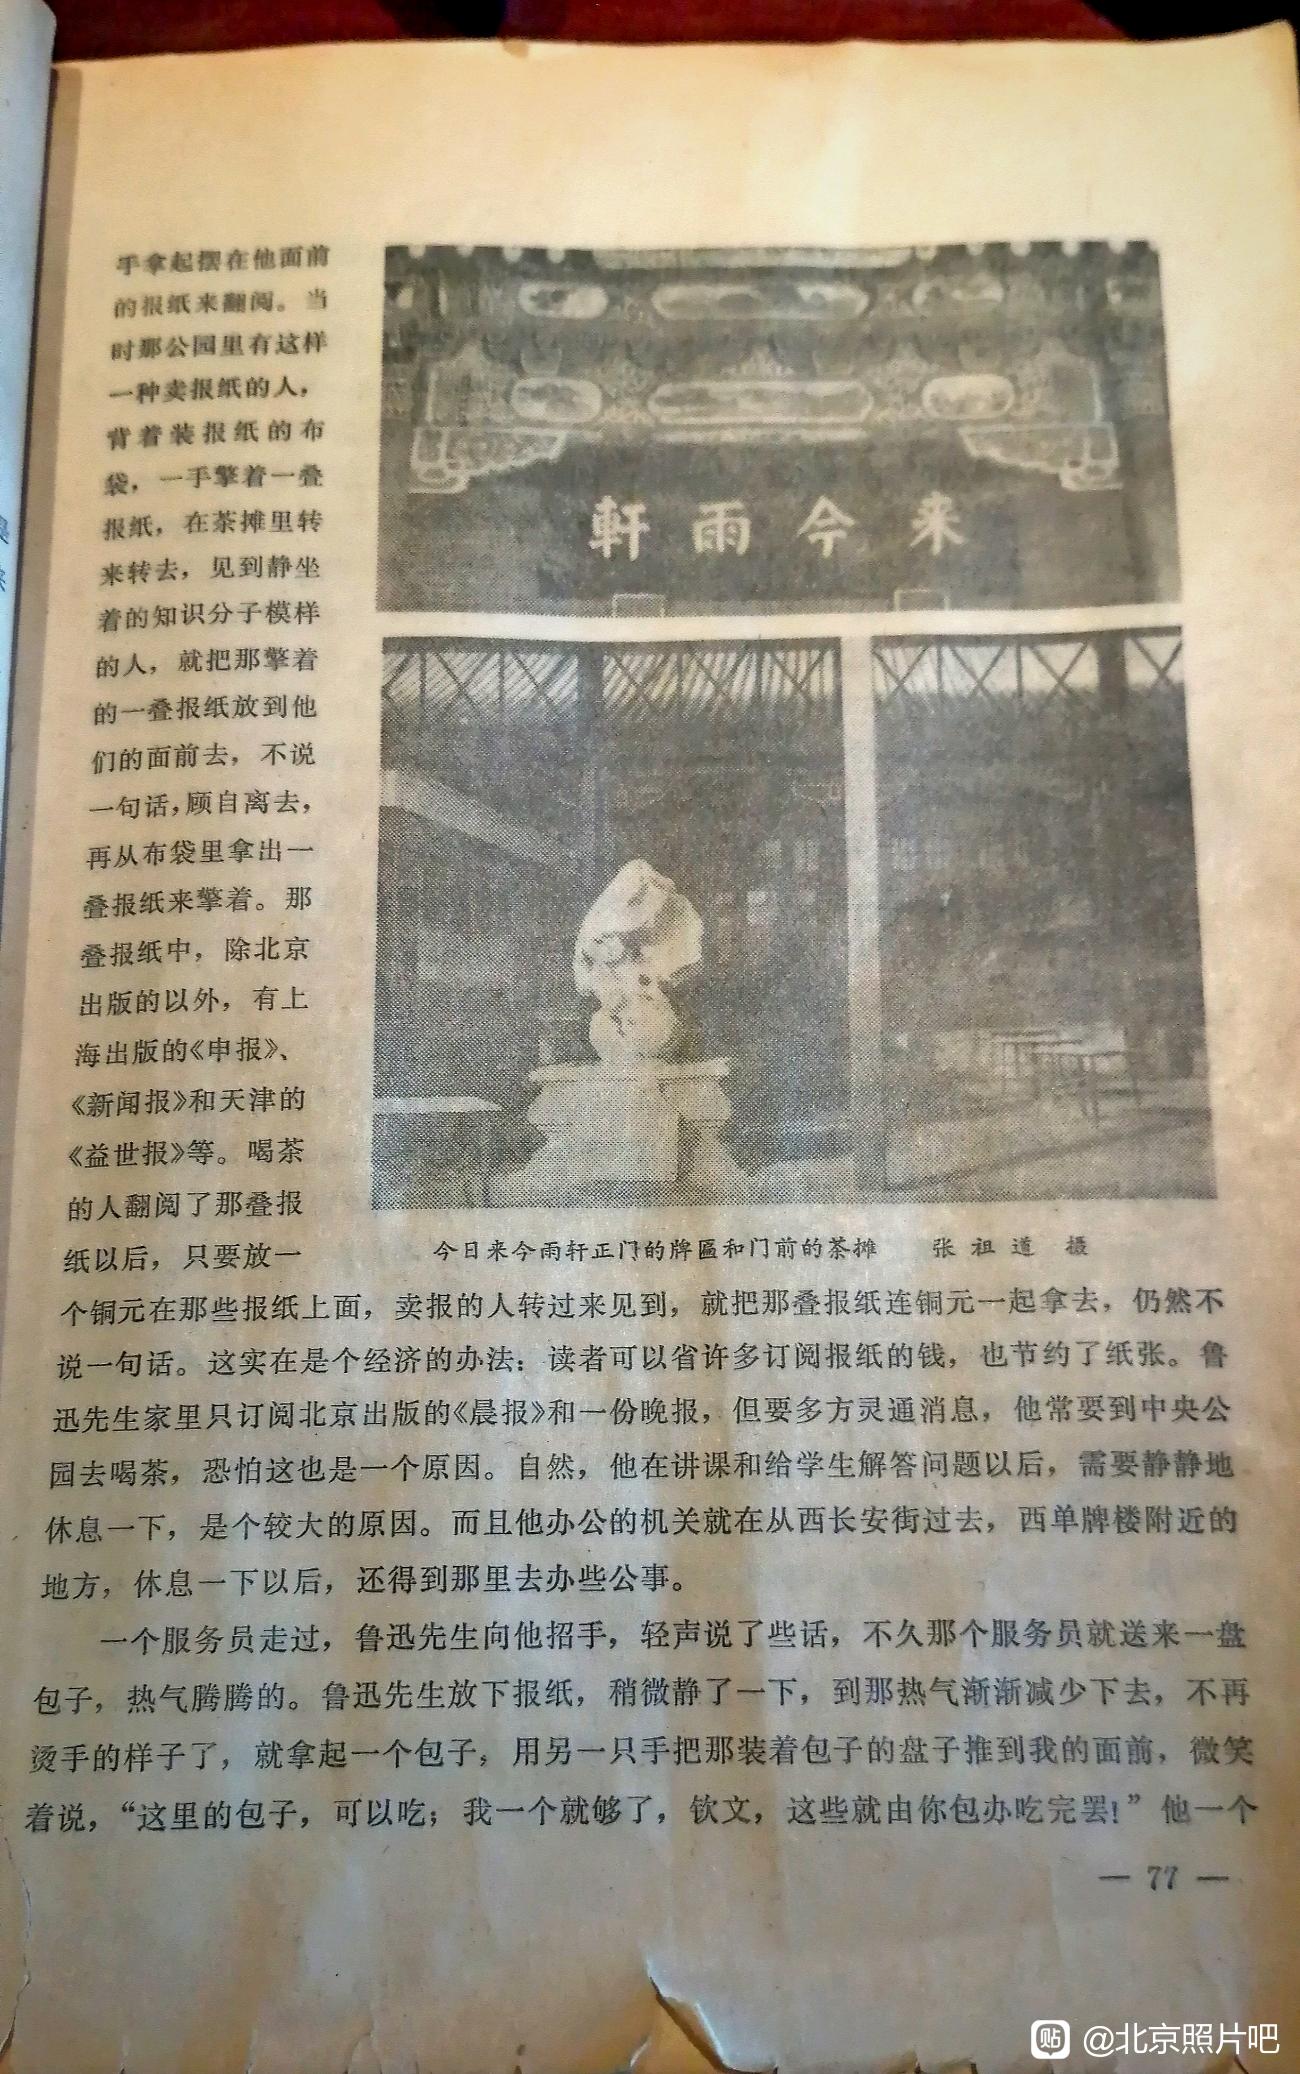 手拿起摆在他面前
的报纸来翻阅。当
时那公园里有这样
一种卖报纸的人，
背着装报纸的布
袋，一手擎着一叠
报纸，在茶摊里转
来转去，见到静坐
着的知识分子模样
的人，就把那擎着
的一叠报纸放到他
们的面前去，不说
一句话，顾自离去，
再从布袋里拿出一
叠报纸来擎着。那
叠报纸中，除北京
出版的以外，有上
海出版的《申报》、
《新闻报》和天津的
《益世报》等。喝茶
的人翻阅了那叠报
纸以后，只要放一
軒雨今来
今日来今雨轩正门的牌匾和门前的茶摊 张祖道 摄
个铜元在那些报纸上面，卖报的人转过来见到，就把那叠报纸连铜元一起拿去，仍然不
说一句话。这实在是个经济的办法：读者可以省许多订阅报纸的钱，也节约了纸张。鲁
迅先生家里只订阅北京出版的《晨报》和一份晚报，但要多方灵通消息，他常要到中央公
园去喝茶，恐怕这也是一个原因。自然，他在讲课和给学生解答问题以后，需要静静地
休息一下，是个较大的原因。而且他办公的机关就在从西长安街过去，西单牌楼附近的
地方，休息一下以后，还得到那里去办些公事。
一个服务员走过，鲁迅先生向他招手，轻声说了些话，不久那个服务员就送来一盘
包子，热气腾腾的。鲁迅先生放下报纸，稍微静了一下，到那热气渐渐减少下去，不再
烫手的样子了，就拿起一个包子，用另一只手把那装着包子的盘子推到我的面前，微笑
着说，“这里的包子，可以吃；我一个就够了，钦文，这些就由你包办吃完罢！”他一个
— 77 —
贴 @北京照片吧